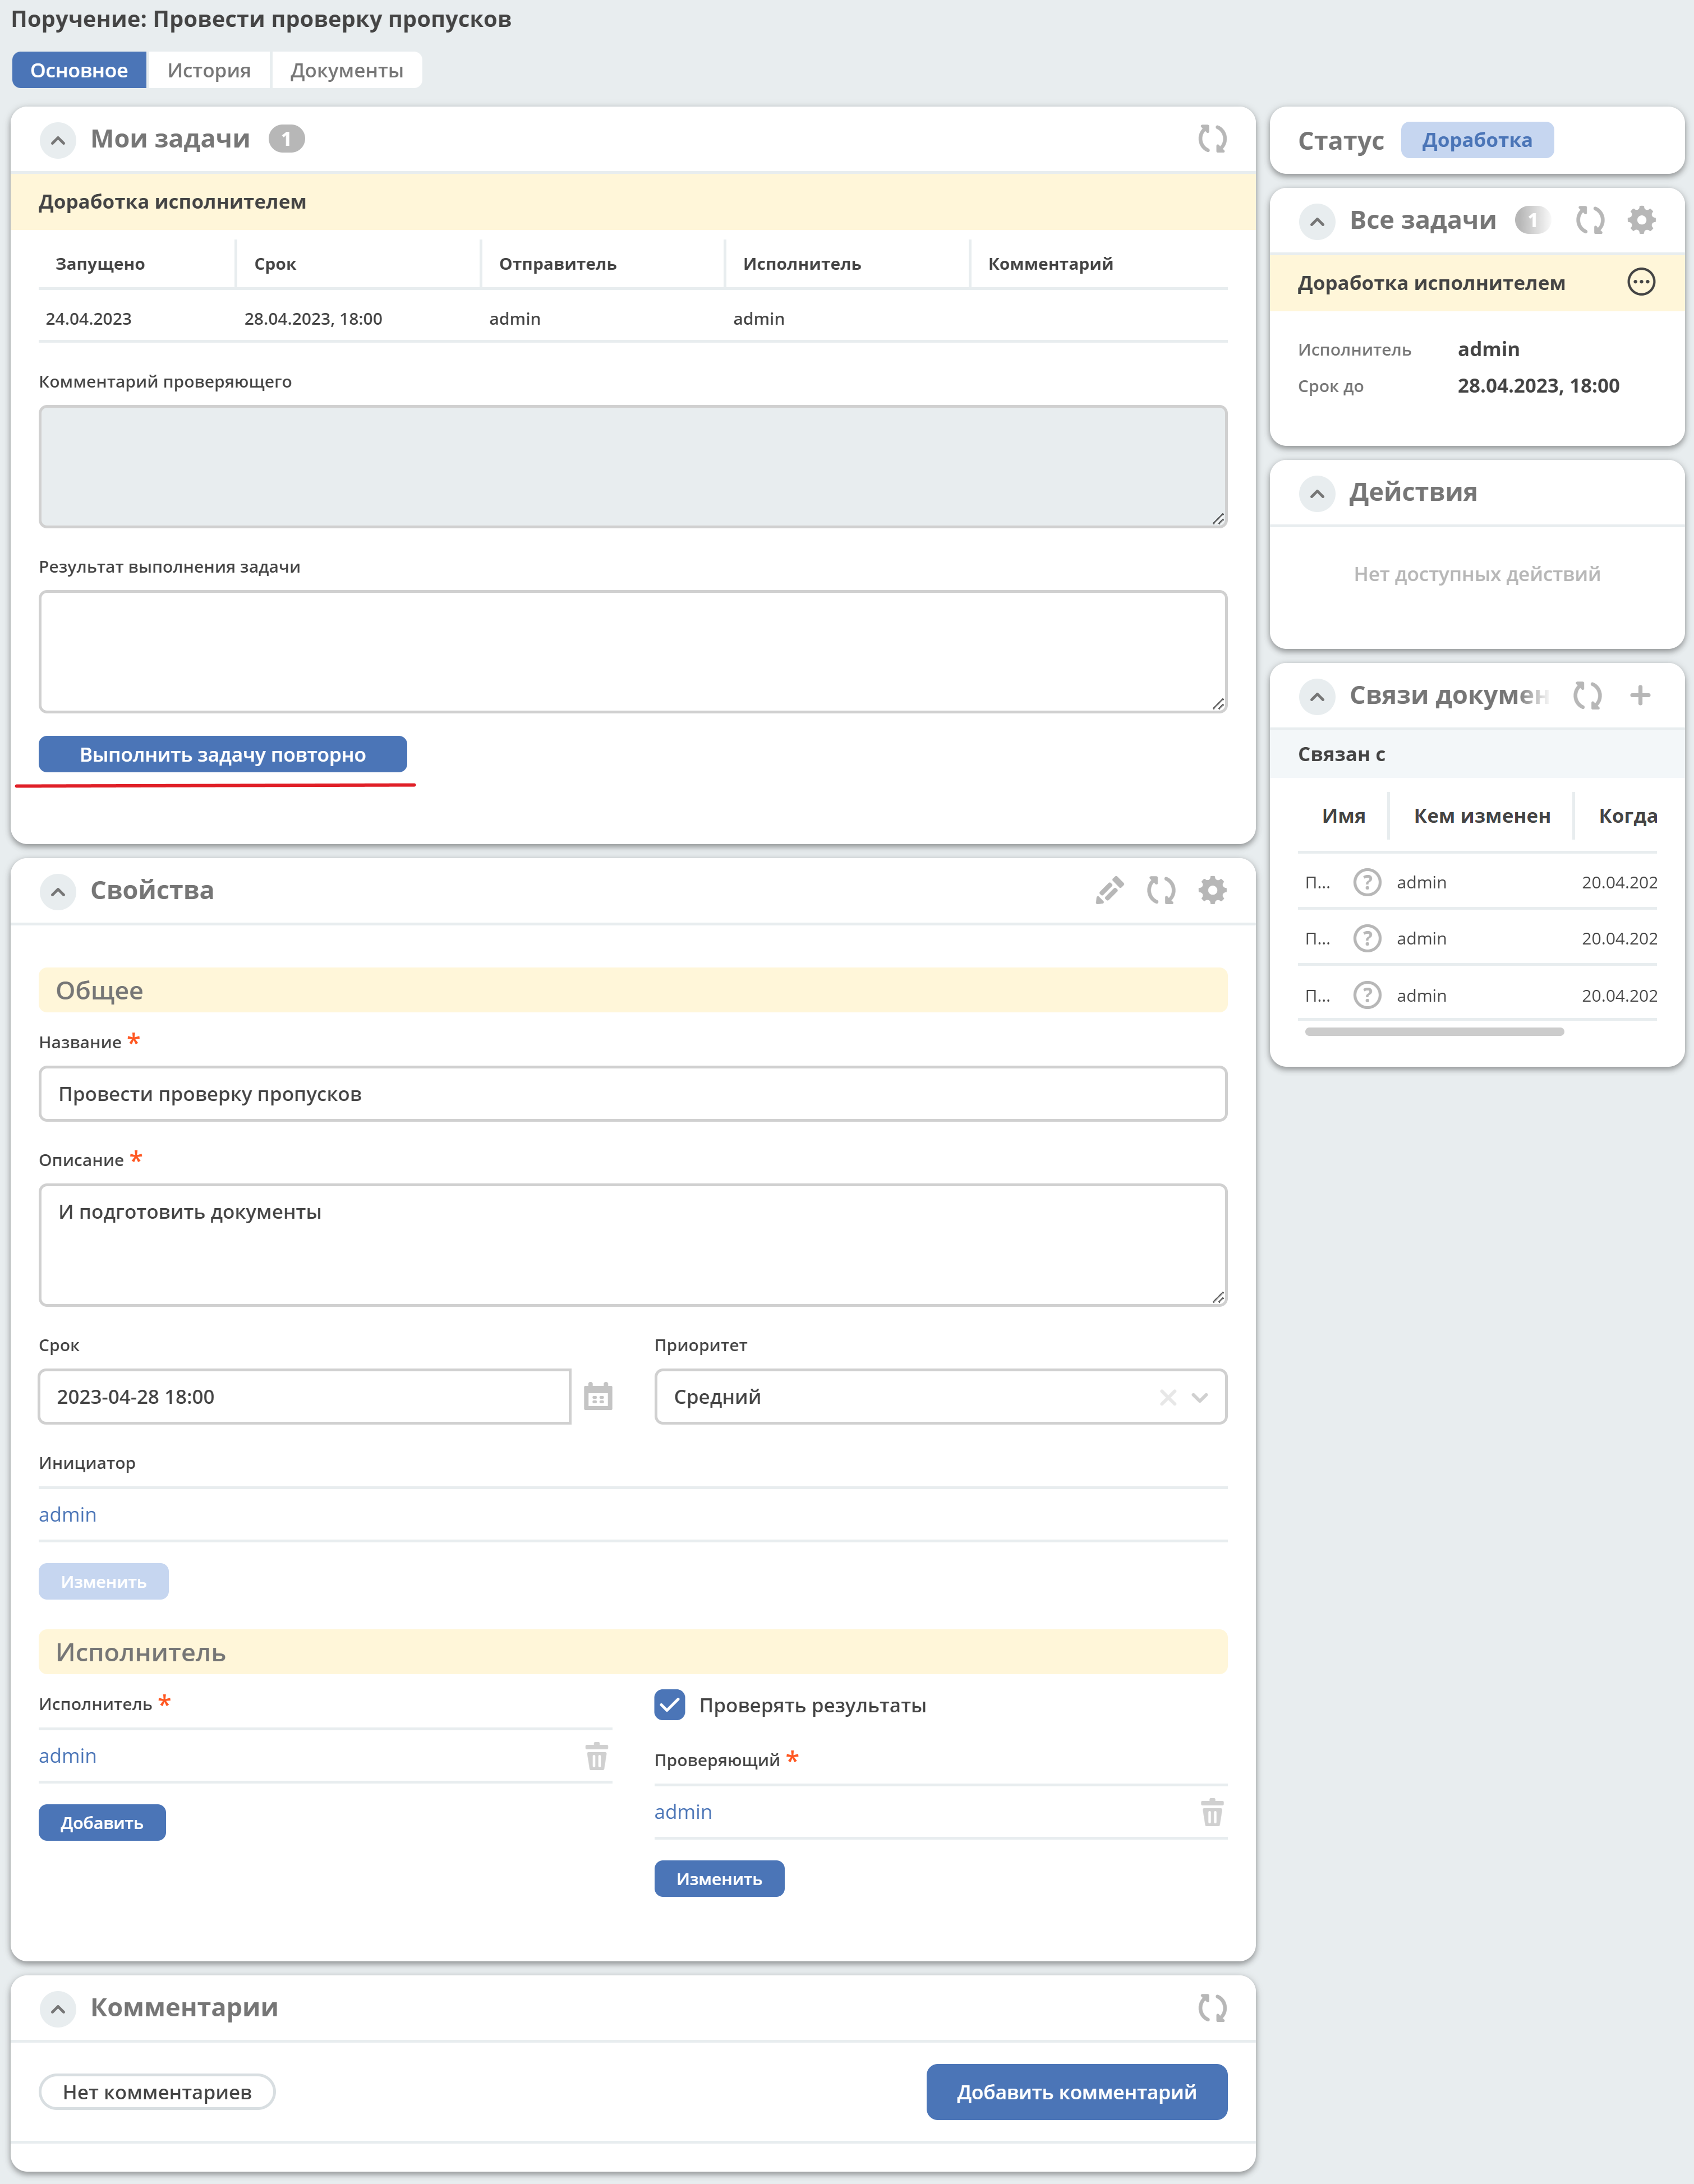 Поручение: Провести проверку пропусков
Основное История Документы
Мои задачи 1
Доработка исполнителем
Запущено Срок Отправитель Исполнитель Комментарий
24.04.2023 28.04.2023, 18:00 admin admin
Комментарий проверяющего
Результат выполнения задачи
Выполнить задачу повторно
Свойства
Общее
Название *
Провести проверку пропусков
Описание *
И подготовить документы
Срок Приоритет
2023-04-28 18:00 Средний
Инициатор
admin
Изменить
Исполнитель
Исполнитель *
admin
Добавить
Проверять результаты
Проверяющий *
admin
Изменить
Комментарии
Нет комментариев Добавить комментарий
Статус Доработка
Все задачи 1
Доработка исполнителем
Исполнитель admin
Срок до 28.04.2023, 18:00
Действия
Нет доступных действий
Связи докумен
Связан с
Имя Кем изменен Когда
П... ? admin 20.04.202
П... ? admin 20.04.202
П... ? admin 20.04.202